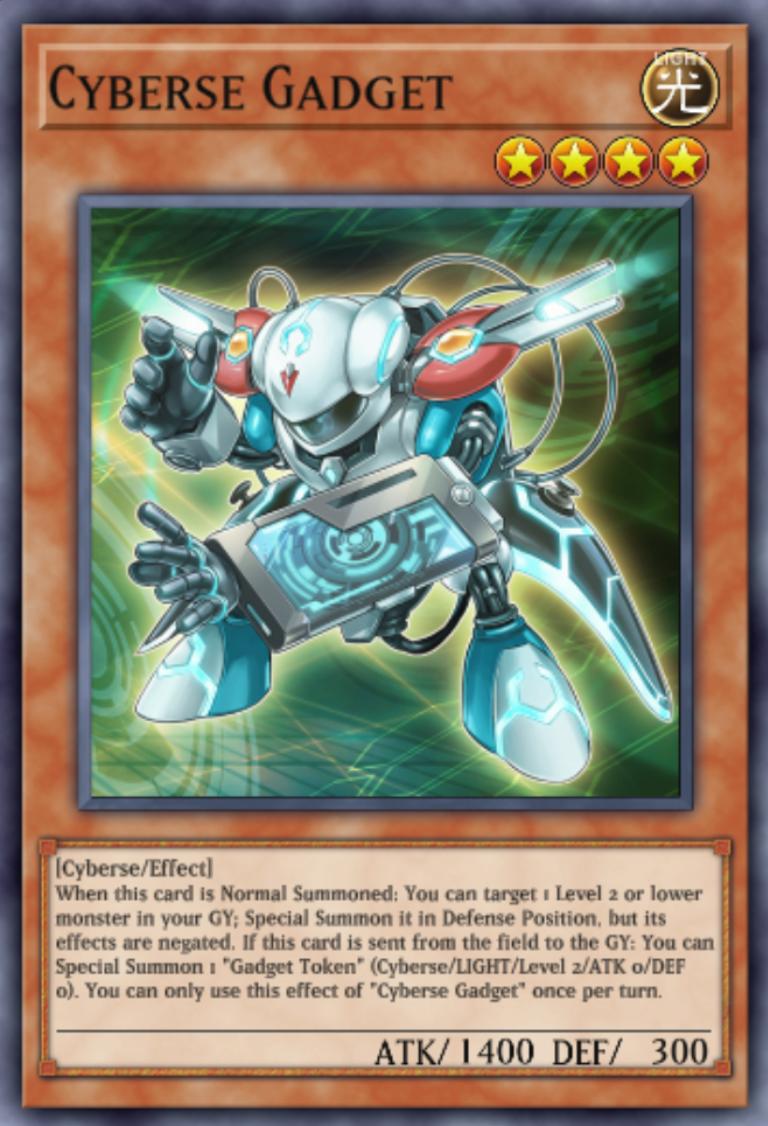 CYBERSE GADGET
LIGHT
光
[Cyberse/Effect]
When this card is Normal Summoned: You can target 1 Level 2 or lower
monster in your GY; Special Summon it in Defense Position, but its
effects are negated. If this card is sent from the field to the GY: You can
Special Summon 1 "Gadget Token" (Cyberse/LIGHT/Level 2/ATK 0/DEF
0). You can only use this effect of "Cyberse Gadget" once per turn.
ATK/ 1400 DEF/ 300